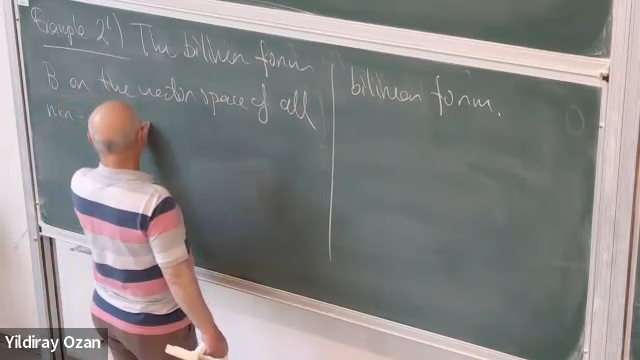 Example 2') The bilinear form
B on the vector space of all
nxn
bilinear form.
Yildiray Ozan